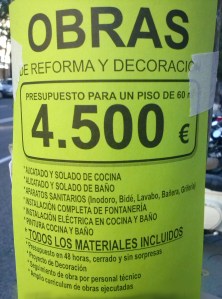 OBRAS
DE REFORMA Y DECORACIÓN
PRESUPUESTO PARA UN PISO DE 60
4.500 €
*ALICATADO Y SOLADO DE COCINA
*ALICATADO Y SOLADO DE BAÑO
*APARATOS SANITARIOS (Inodoro, Bidé, Lavabo, Bañera, Grifería)
*INSTALACIÓN COMPLETA DE FONTANERÍA
*INSTALACIÓN ELÉCTRICA EN COCINA Y BAÑO
*PINTURA COCINA Y BAÑO
* TODOS LOS MATERIALES INCLUIDOS
*Presupuesto en 48 horas, cerrado y sin sorpresas
*Proyecto de Decoración
*Seguimiento de obra por personal técnico
*Amplio curriculum de obras ejecutadas